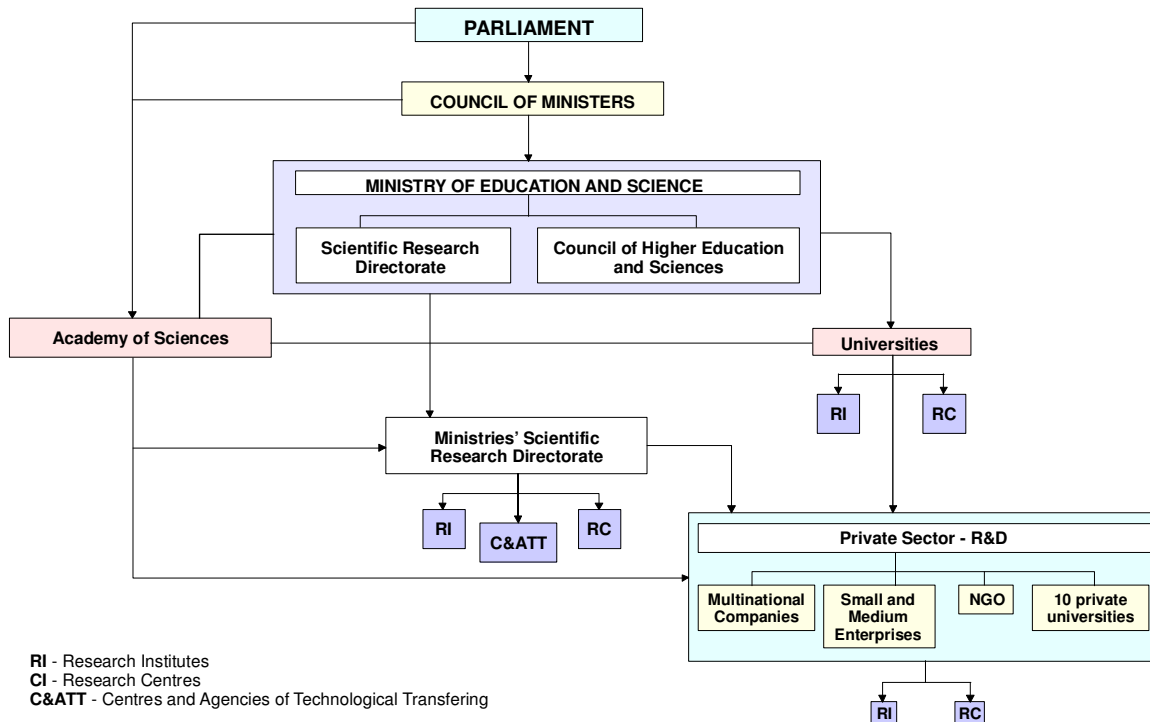 PARLIAMENT
COUNCIL OF MINISTERS
MINISTRY OF EDUCATION AND SCIENCE
Scientific Research
Directorate
Council of Higher Education
and Sciences
Academy of Sciences
Universities
RI
RC
Ministries' Scientific
Research Directorate
RI
C&ATT
RC
Private Sector - R&D
Multinational
Companies
Small and
Medium
Enterprises
NGO
10 private
universities
RI
RC
RI - Research Institutes
CI - Research Centres
C&ATT - Centres and Agencies of Technological Transfering